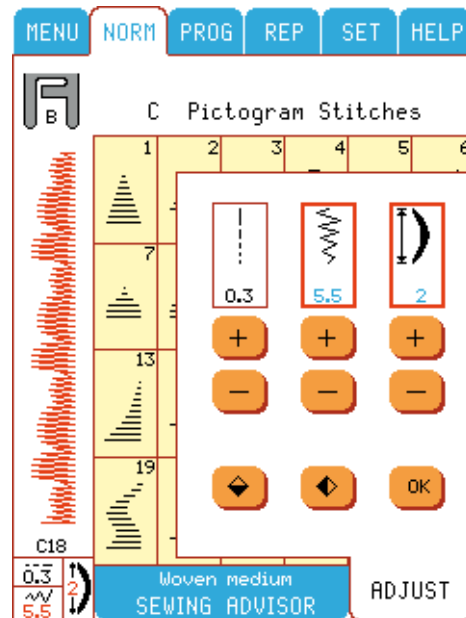 MENU NORM PROG REP SET HELP
B
C Pictogram Stitches
1 2 3 4 5 6
7
0.3 5.5 2
+ + +
13
− − −
19
OK
C18
0.3 2
5.5
Woven medium
SEWING ADVISOR
ADJUST